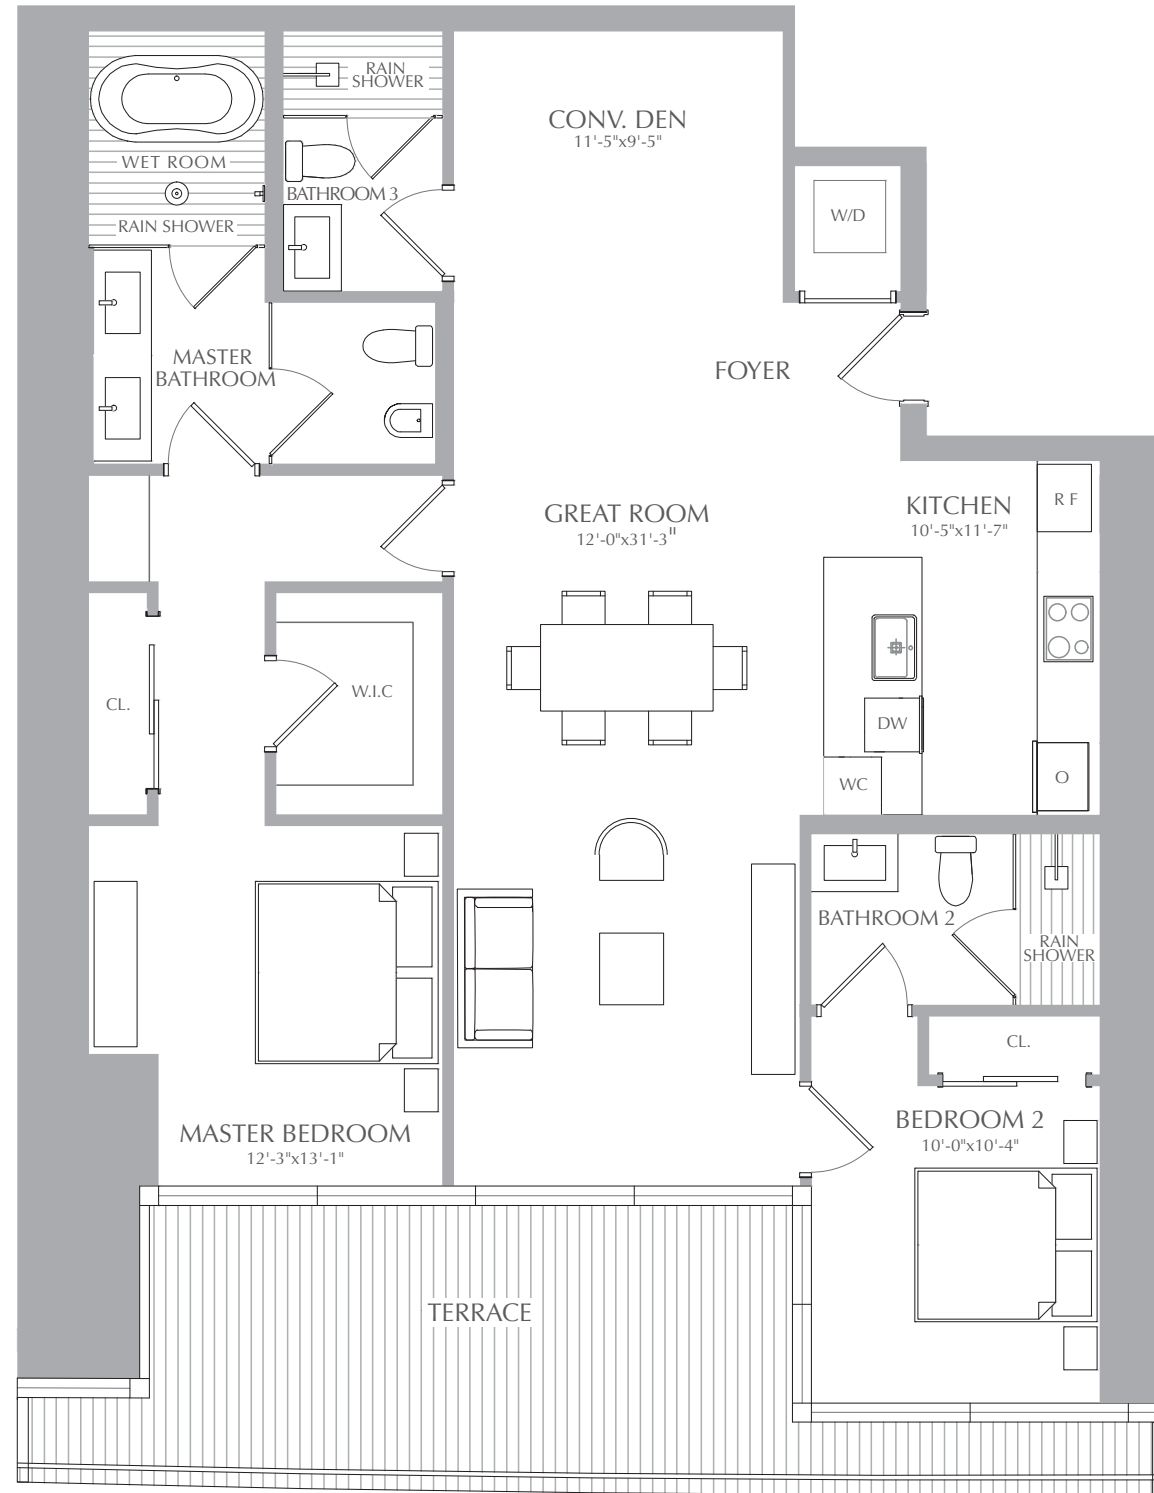 RAIN
SHOWER
CONV. DEN
11'-5"x9'-5"
WET ROOM
BATHROOM 3
W/D
RAIN SHOWER
MASTER
BATHROOM
FOYER
GREAT ROOM
12'-0"x31'-3"
KITCHEN
10'-5"x11'-7"
R F
CL.
W.I.C
DW
WC
O
BATHROOM 2
RAIN
SHOWER
CL.
MASTER BEDROOM
12'-3"x13'-1"
BEDROOM 2
10'-0"x10'-4"
TERRACE